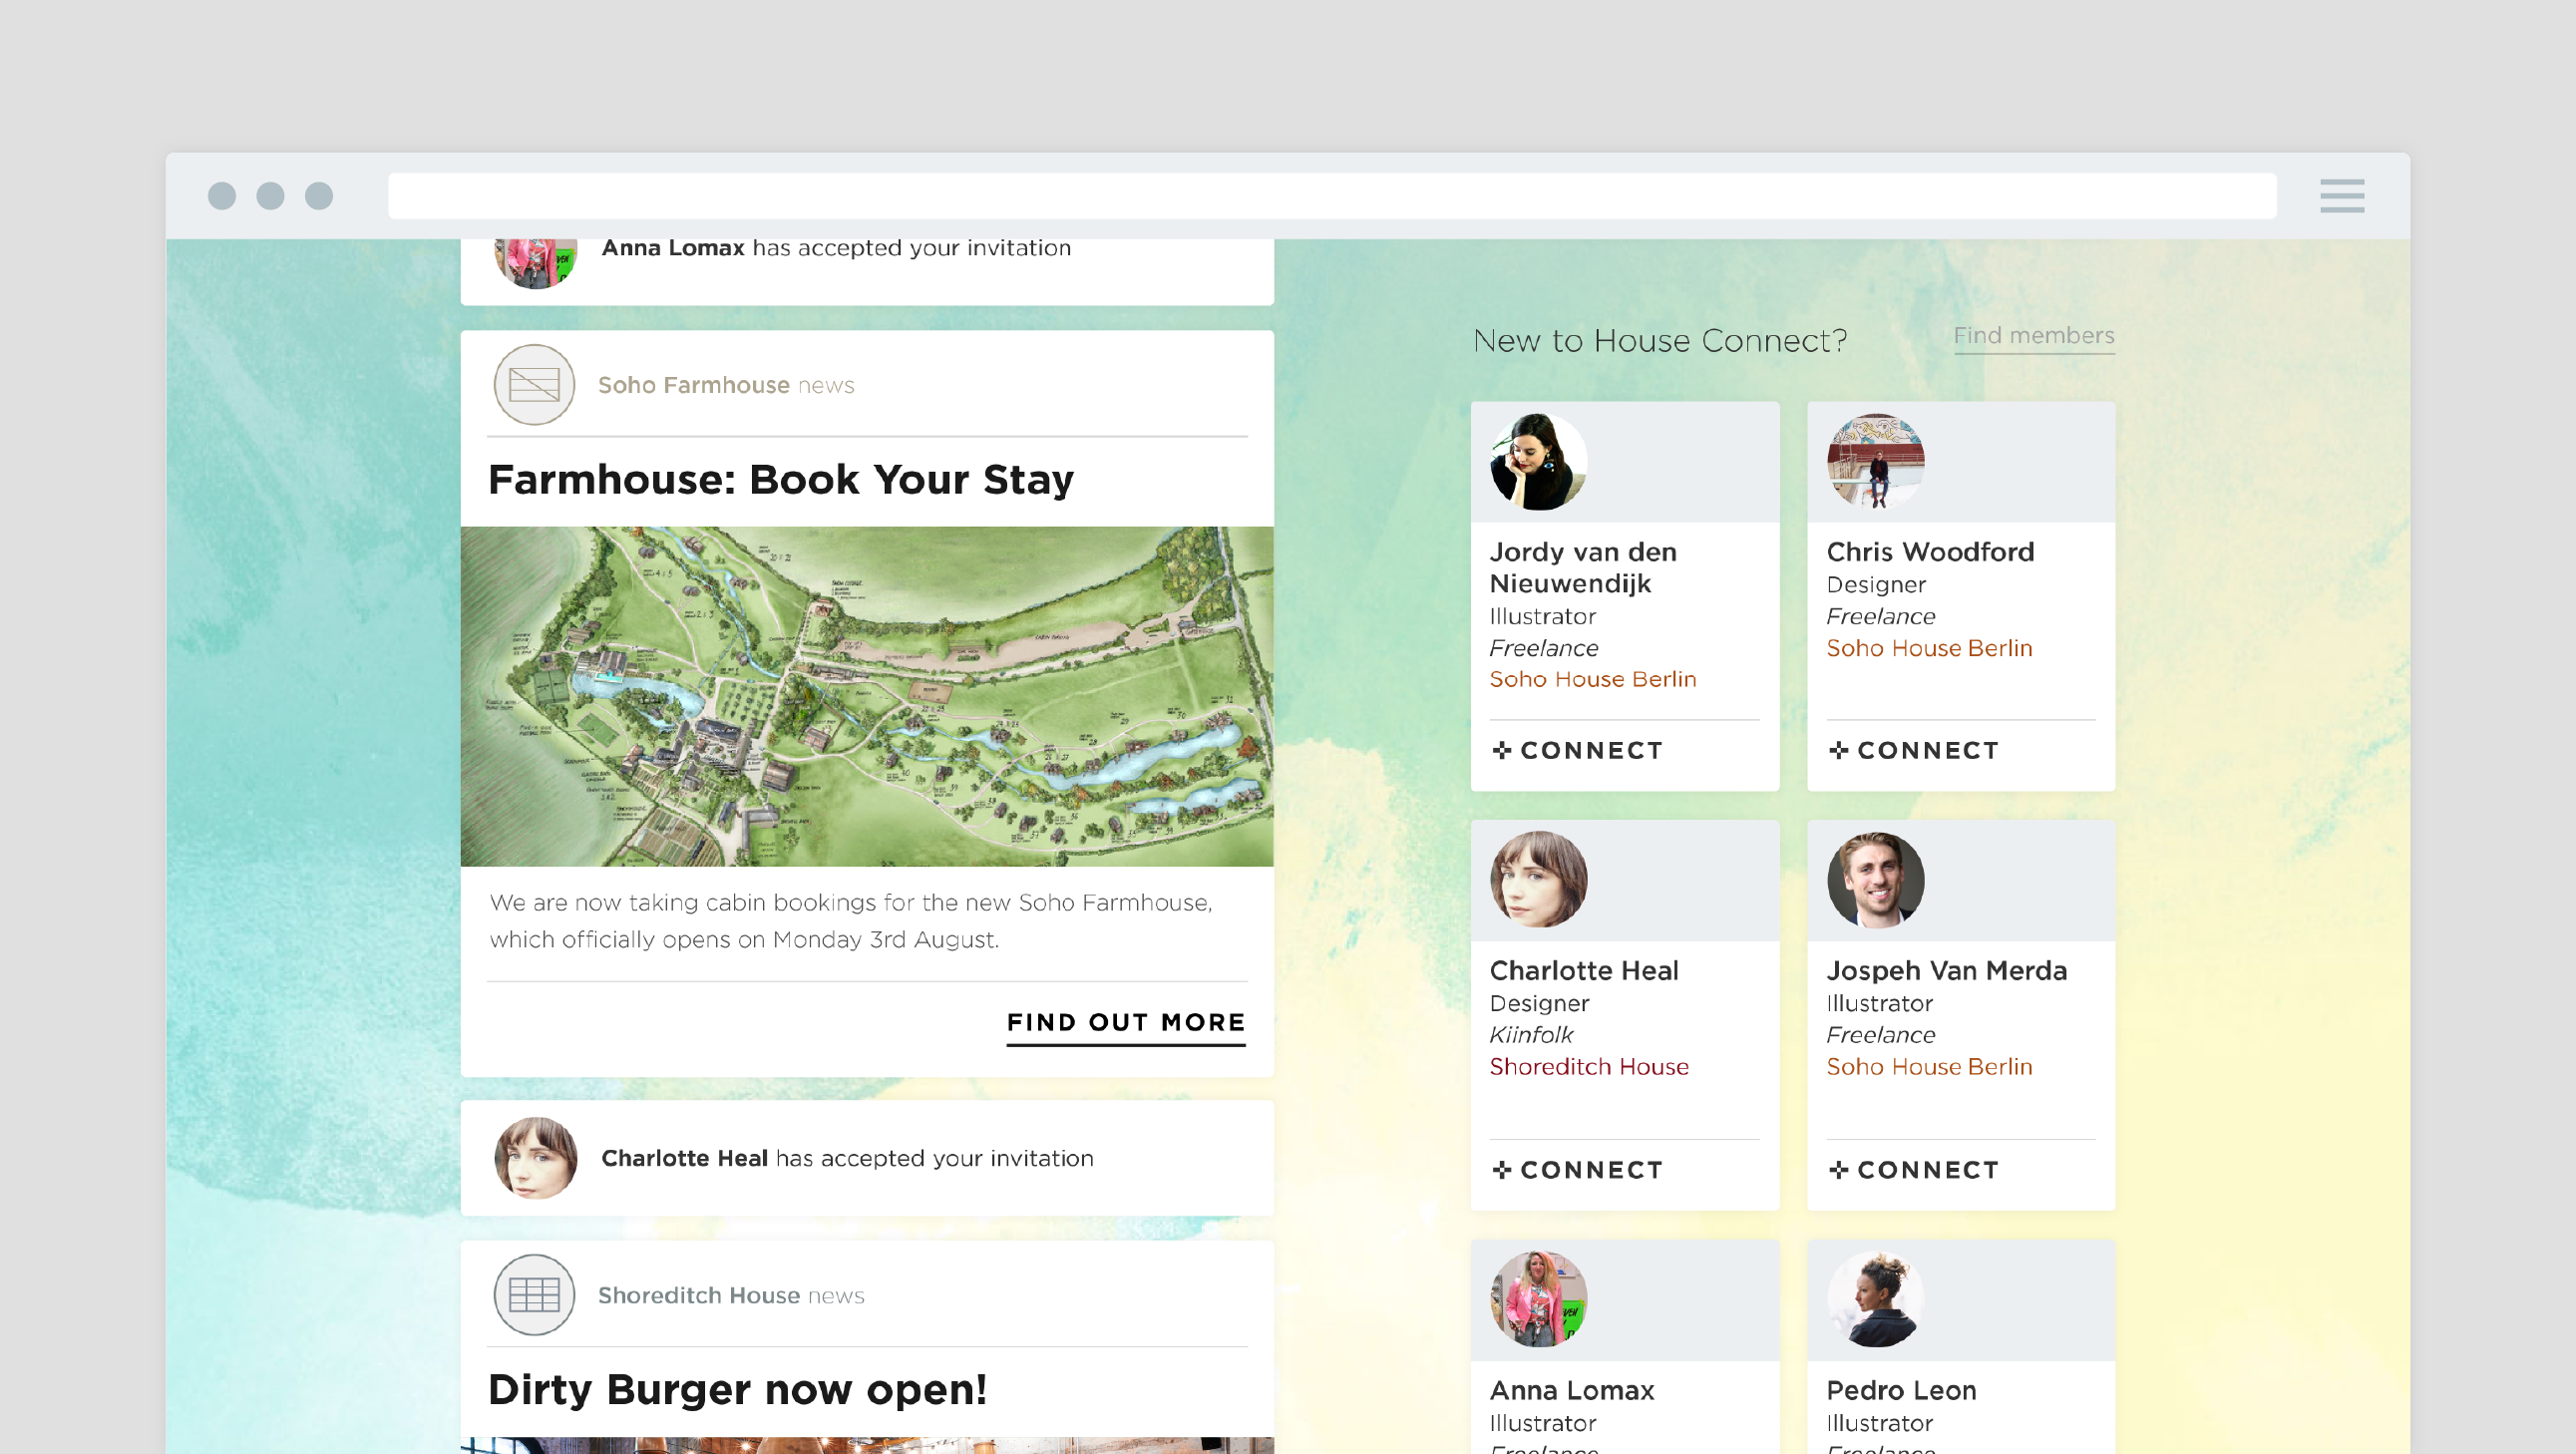 Anna Lomax has accepted your invitation
Soho Farmhouse news
Farmhouse: Book Your Stay
We are now taking cabin bookings for the new Soho Farmhouse,
which officially opens on Monday 3rd August.
FIND OUT MORE
Charlotte Heal has accepted your invitation
Shoreditch House news
Dirty Burger now open!
New to House Connect?
Find members
Jordy van den
Nieuwendijk
Illustrator
Freelance
Soho House Berlin
CONNECT
Chris Woodford
Designer
Freelance
Soho House Berlin
CONNECT
Charlotte Heal
Designer
Kiinfolk
Shoreditch House
CONNECT
Jospeh Van Merda
Illustrator
Freelance
Soho House Berlin
CONNECT
Anna Lomax
Illustrator
Freelance
Pedro Leon
Illustrator
Freelance